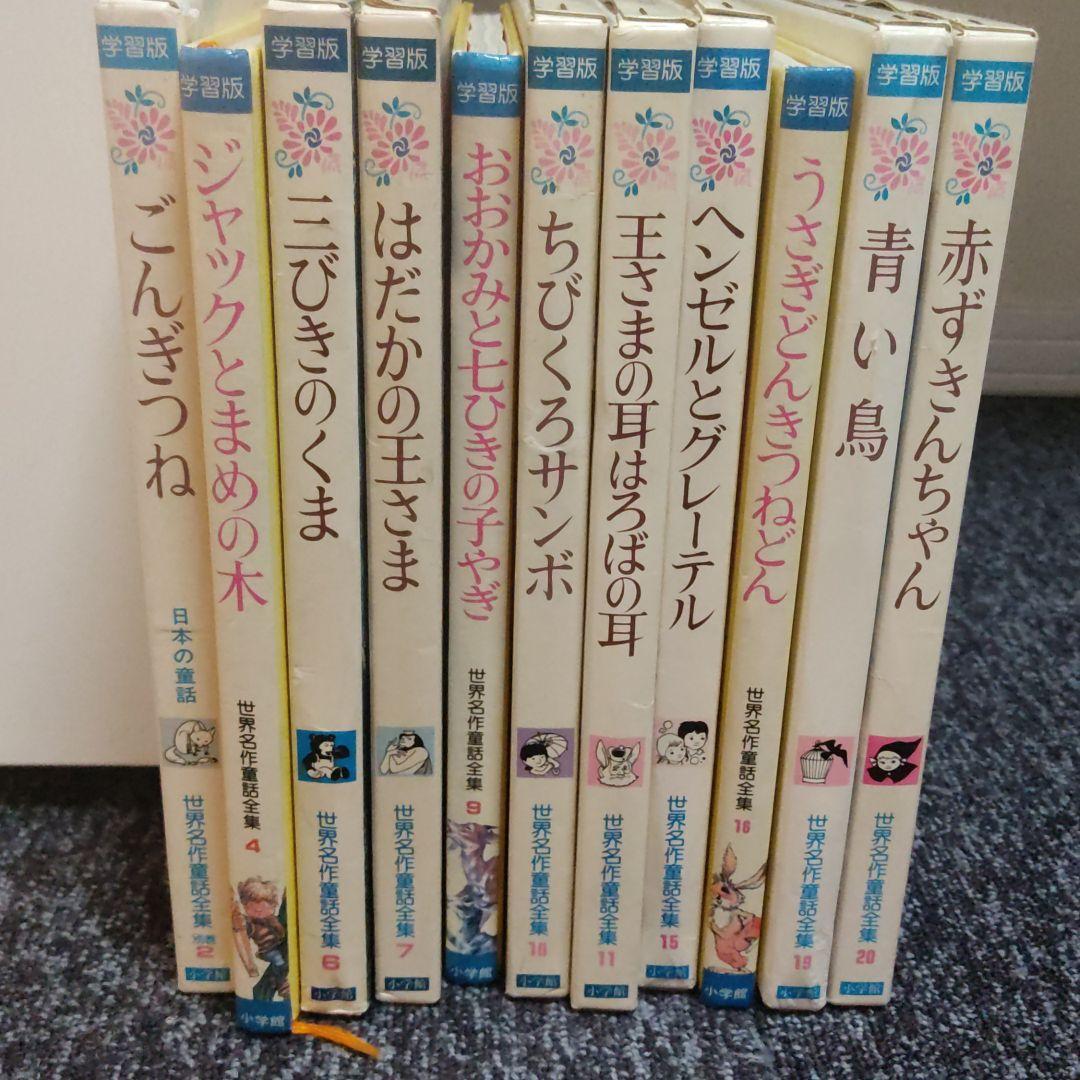 学習版
ごんぎつね
日本の童話
世界名作童話全集
別巻2
小学館
学習版
ジャックとまめの木
世界名作童話全集
4
小学館
学習版
三びきのくま
世界名作童話全集
6
小学館
学習版
はだかの王さま
世界名作童話全集
7
小学館
学習版
おおかみと七ひきの子やぎ
世界名作童話全集
9
小学館
学習版
ちびくろサンボ
世界名作童話全集
10
小学館
学習版
王さまの耳はろばの耳
世界名作童話全集
11
小学館
学習版
ヘンゼルとグレーテル
世界名作童話全集
15
小学館
学習版
うさぎどんきつねどん
世界名作童話全集
16
小学館
学習版
青い鳥
世界名作童話全集
19
小学館
学習版
赤ずきんちゃん
世界名作童話全集
20
小学館